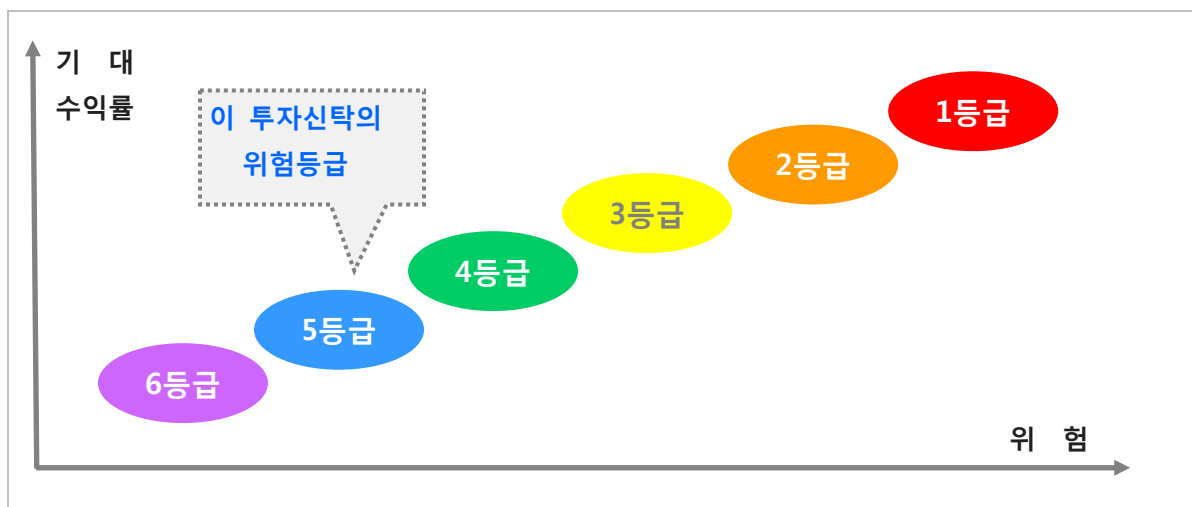 기 대
수익률
이 투자신탁의
위험등급
1등급
2등급
3등급
4등급
5등급
6등급
위 험